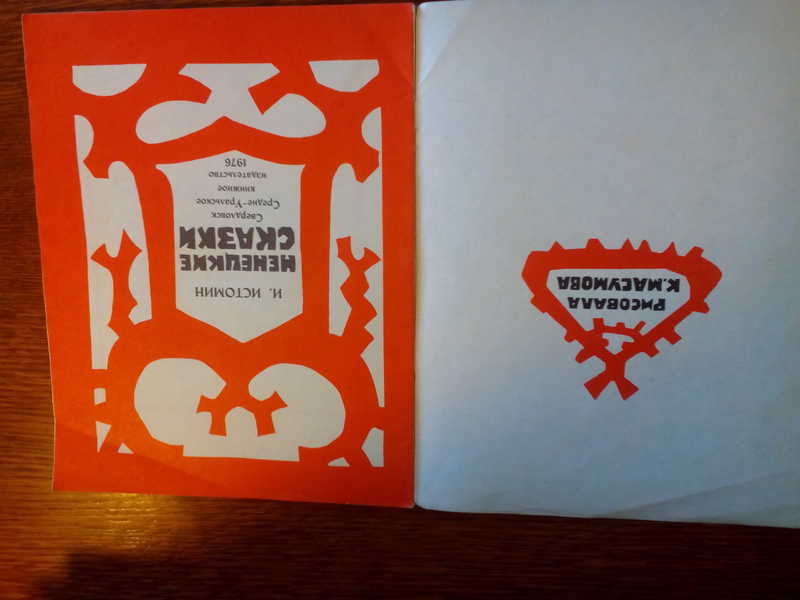 РИСОВАЛА
К. МАСУМОВА
И. ИСТОМИН
НЕНЕЦКИЕ
СКАЗКИ
Свердловск
Средне-Уральское
книжное
издательство
1976